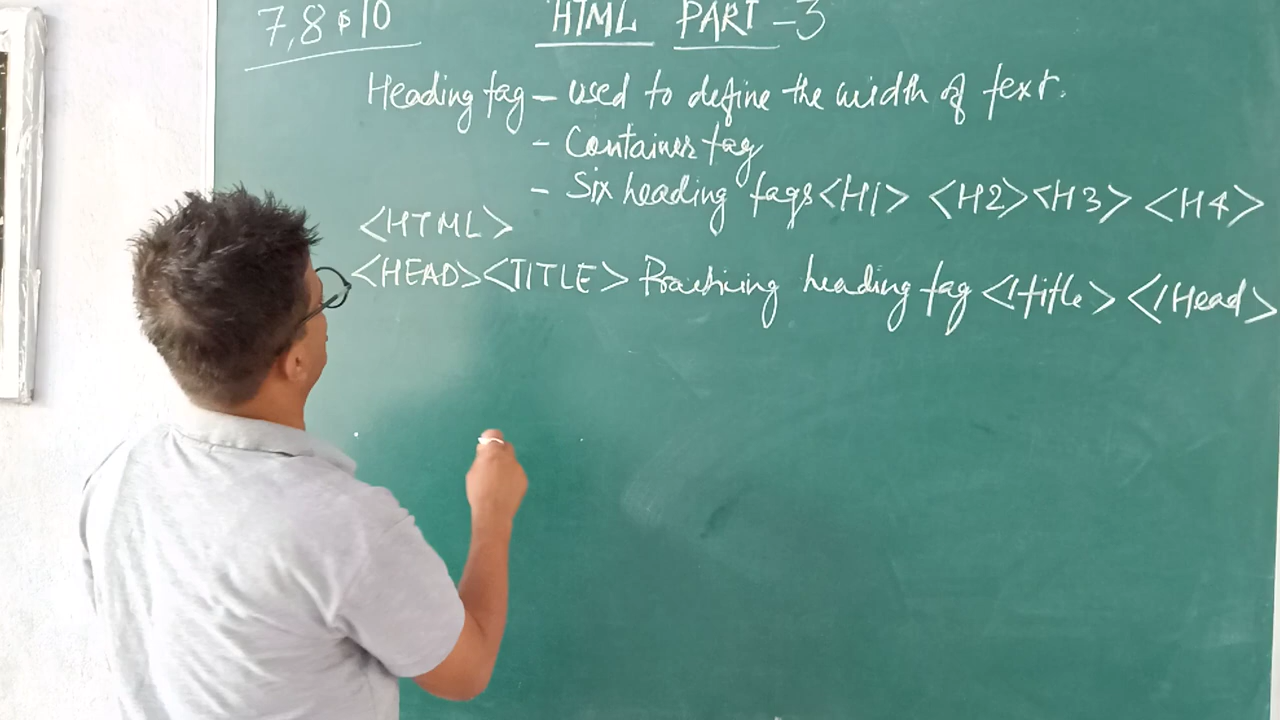 7,8 & 10
HTML PART -3
Heading tag - used to define the width of text.
- Container tag
- Six heading tags <H1> <H2> <H3> <H4>
<HTML>
<HEAD><TITLE> Practicing heading tag </title> </Head>